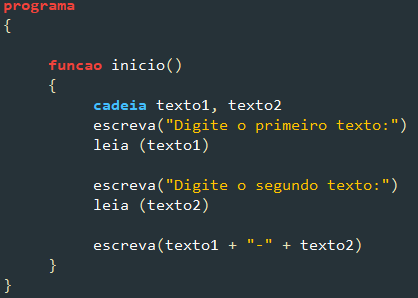 programa
{
funcao inicio()
{
cadeia texto1, texto2
escreva("Digite o primeiro texto:")
leia (texto1)
escreva("Digite o segundo texto:")
leia (texto2)
escreva(texto1 + "-" + texto2)
}
}